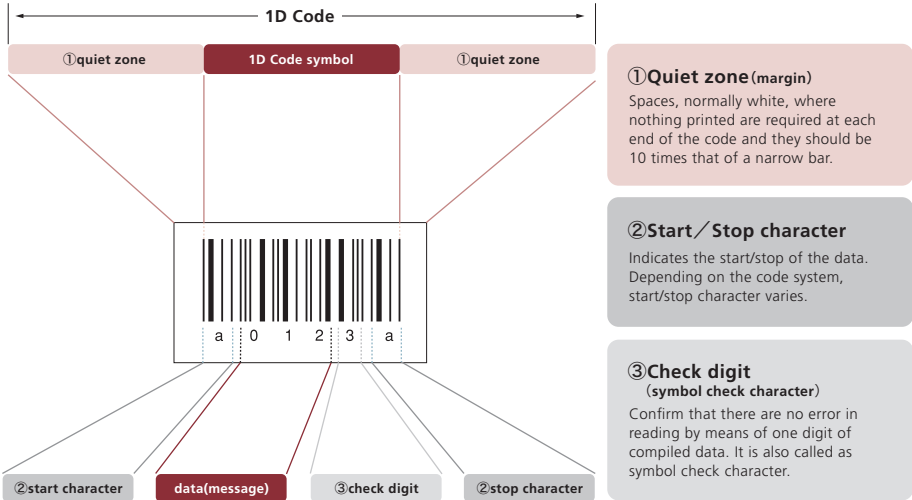 1D Code
①quiet zone
1D Code symbol
①quiet zone
a 0 1 2 3 a
②start character
data(message)
③check digit
②stop character
①Quiet zone(margin)
Spaces, normally white, where
nothing printed are required at each
end of the code and they should be
10 times that of a narrow bar.
②Start／Stop character
Indicates the start/stop of the data.
Depending on the code system,
start/stop character varies.
③Check digit
(symbol check character)
Confirm that there are no error in
reading by means of one digit of
compiled data. It is also called as
symbol check character.